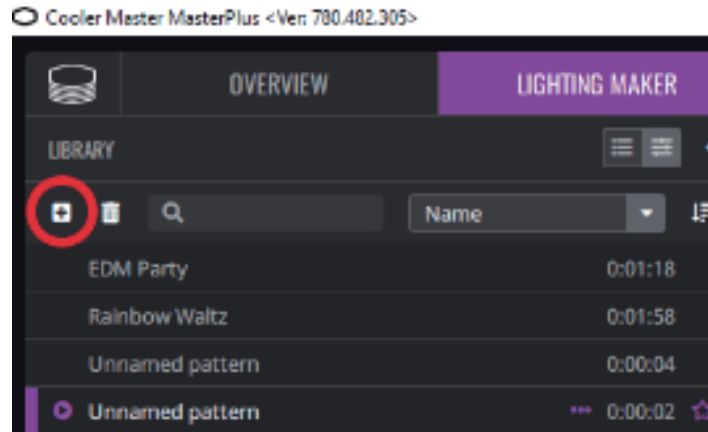 Cooler Master MasterPlus <Ver: 780.482.305>
OVERVIEW LIGHTING MAKER
LIBRARY
Name
EDM Party 0:01:18
Rainbow Waltz 0:01:58
Unnamed pattern 0:00:04
Unnamed pattern ••• 0:00:02